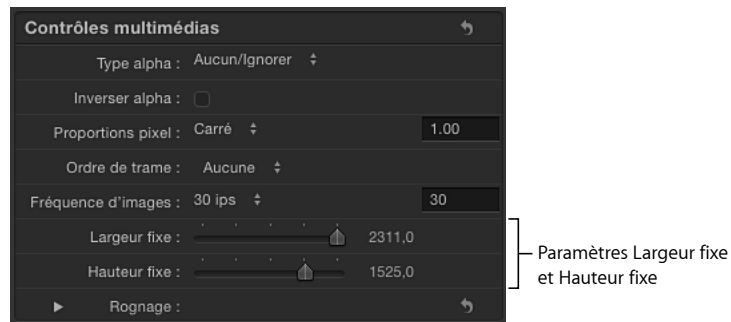 Contrôles multimédias
Type alpha : Aucun/Ignorer
Inverser alpha :
Proportions pixel : Carré 1.00
Ordre de trame : Aucune
Fréquence d’images : 30 ips 30
Largeur fixe : 2311,0
Hauteur fixe : 1525,0
Rognage :
Paramètres Largeur fixe
et Hauteur fixe